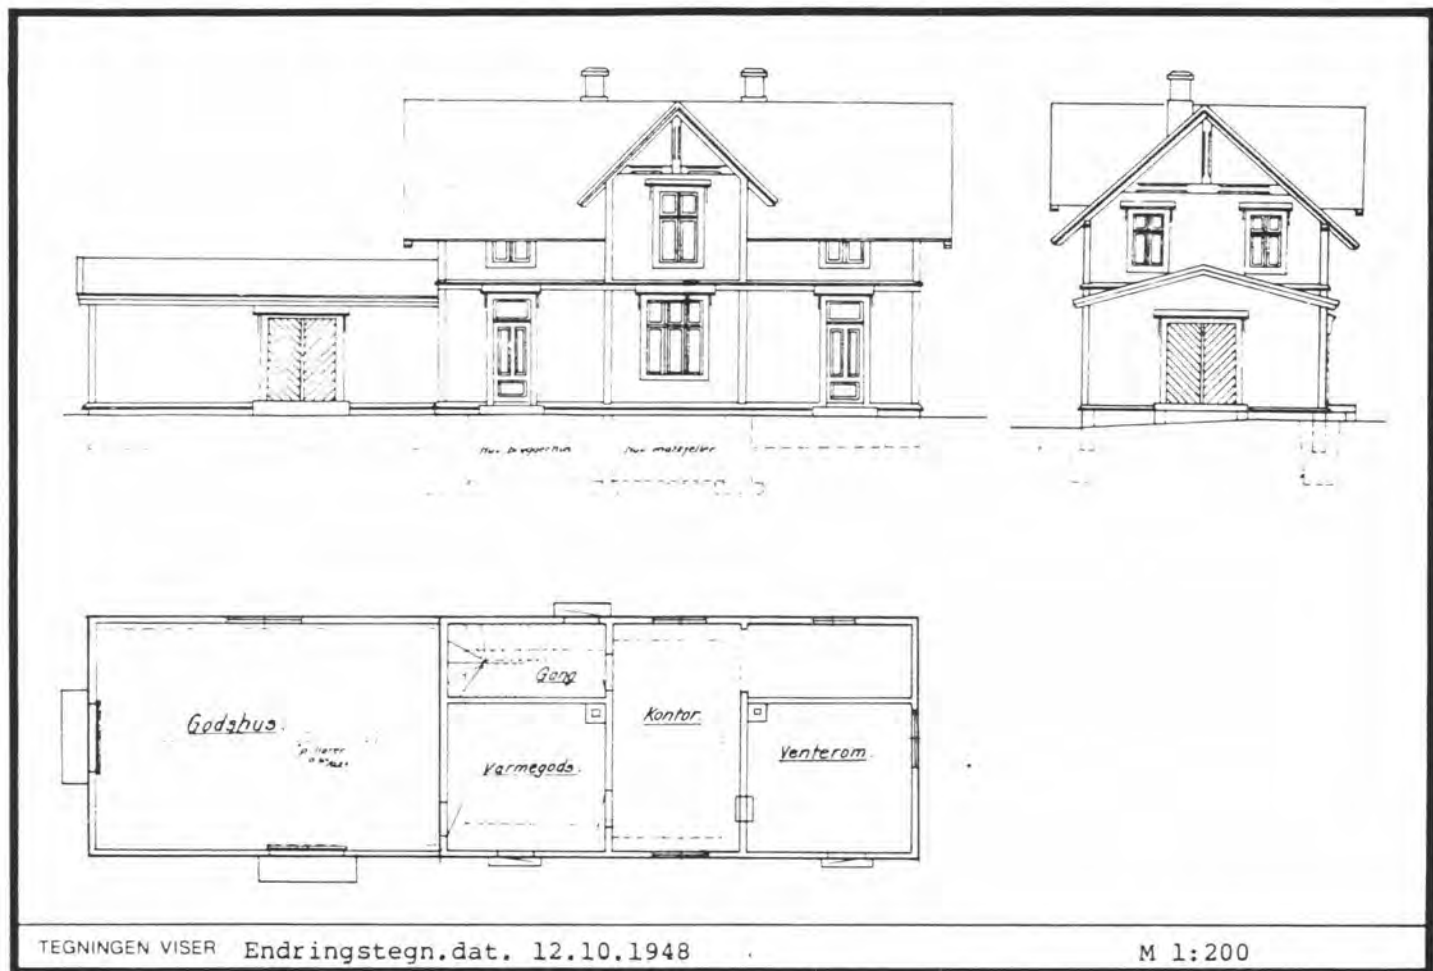 Gang
Godshus.
Kontor.
Varmegods.
Venterom.
TEGNINGEN VISER Endringstegn.dat. 12.10.1948 M 1:200